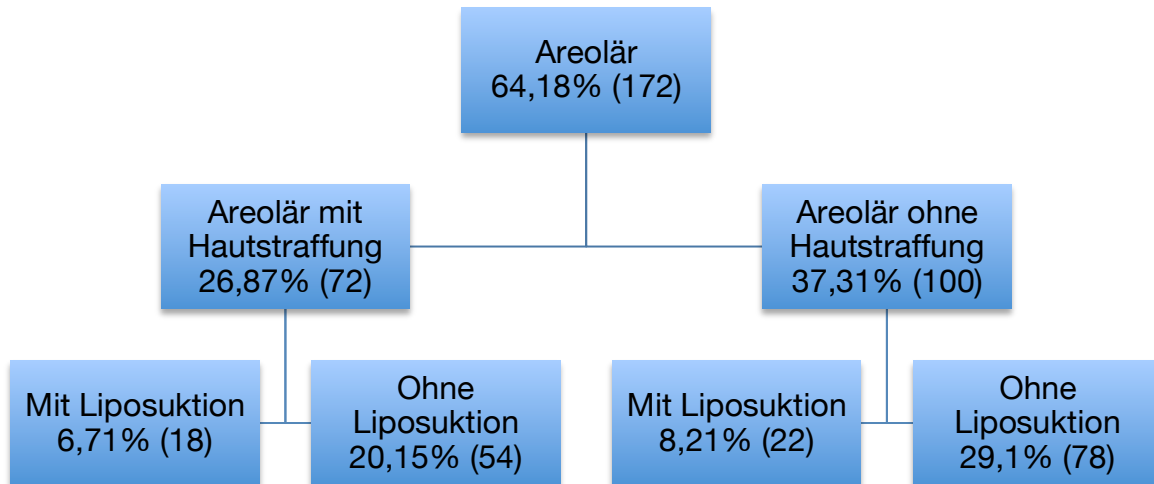 Areolär
64,18% (172)
Areolär mit
Hautstraffung
26,87% (72)
Areolär ohne
Hautstraffung
37,31% (100)
Mit Liposuktion
6,71% (18)
Ohne
Liposuktion
20,15% (54)
Mit Liposuktion
8,21% (22)
Ohne
Liposuktion
29,1% (78)